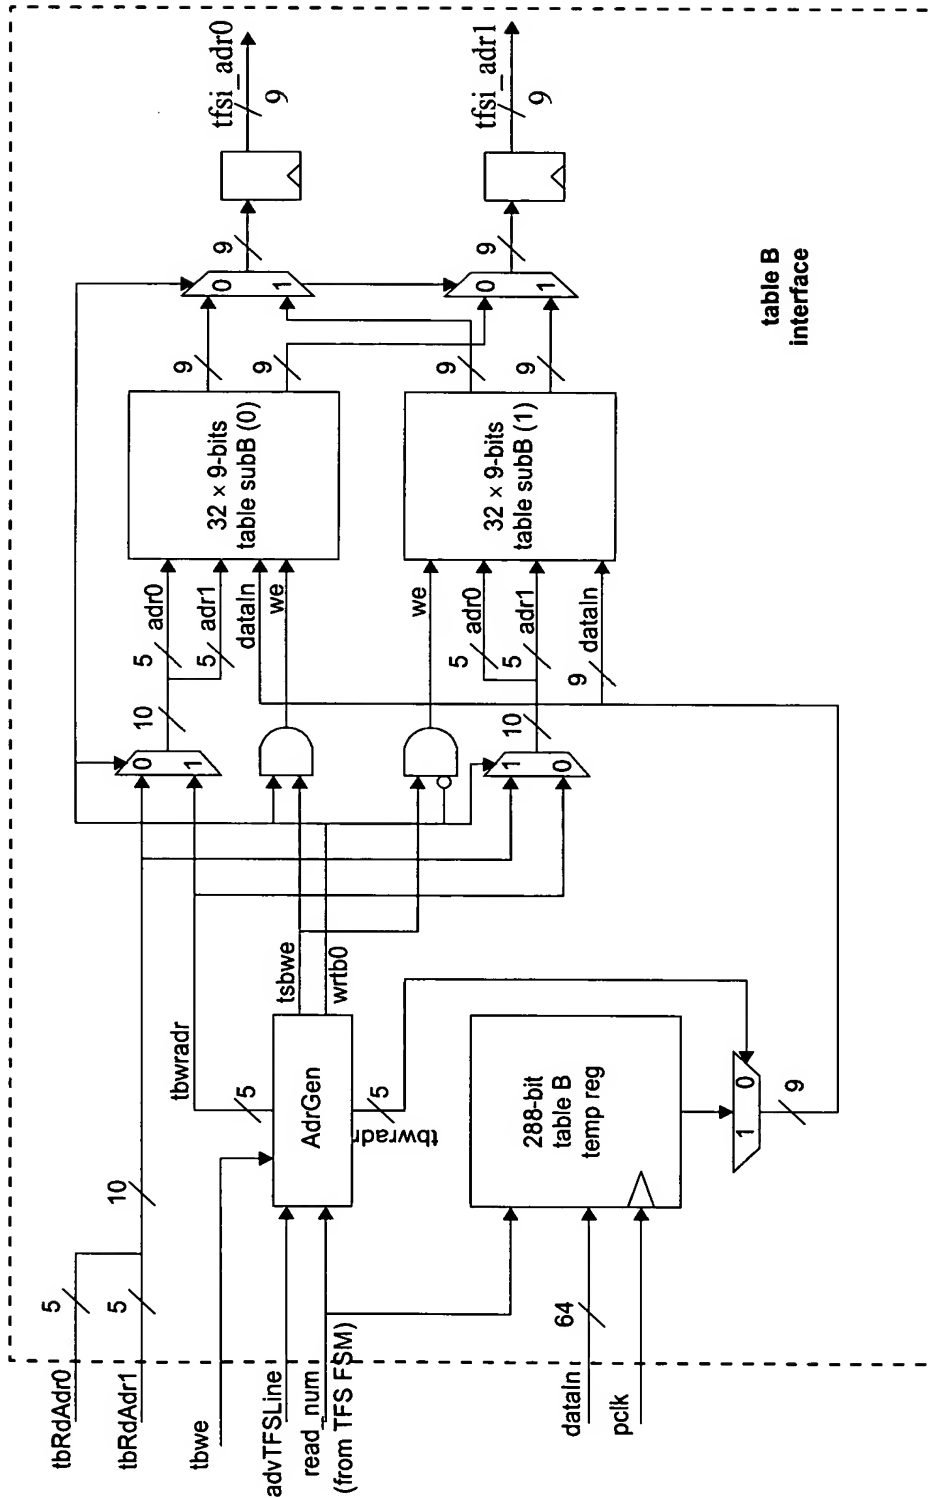 tbRdAdr0
5
tbRdAdr1
5
10
tbwe
advTFSLine
read_num
(from TFS FSM)
dataIn
64
pclk
tbwradr
5
AdrGen
5
tbwradr
tsbwe
wrtb0
288-bit
table B
temp reg
1
0
9
0
1
10
5
adr0
5
adr1
dataIn
we
32 × 9-bits
table subB (0)
9
9
0
1
9
9
tfsi_adr0
1
0
10
we
5
adr0
5
adr1
9
dataIn
32 × 9-bits
table subB (1)
9
9
0
1
9
9
tfsi_adr1
table B
interface